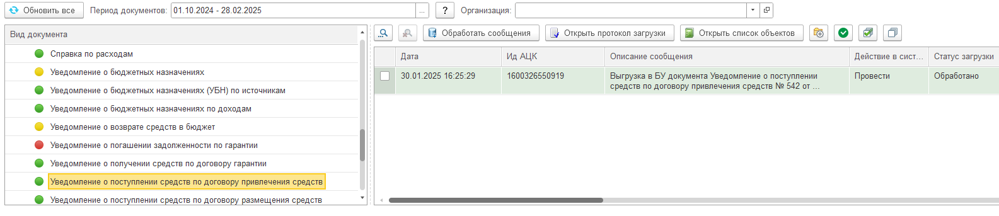 Обновить все Период документов: 01.10.2024 - 28.02.2025 ... ? Организация:
Вид документа
Справка по расходам
Уведомление о бюджетных назначениях
Уведомление о бюджетных назначениях (УБН) по источникам
Уведомление о бюджетных назначениях по доходам
Уведомление о возврате средств в бюджет
Уведомление о погашении задолженности по гарантии
Уведомление о получении средств по договору гарантии
Уведомление о поступлении средств по договору привлечения средств
Уведомление о поступлении средств по договору размещения средств
Обработать сообщения Открыть протокол загрузки Открыть список объектов
Дата Ид АЦК Описание сообщения Действие в сист... Статус загрузки
30.01.2025 16:25:29 1600326550919 Выгрузка в БУ документа Уведомление о поступлении Провести Обработано
средств по договору привлечения средств № 542 от ...